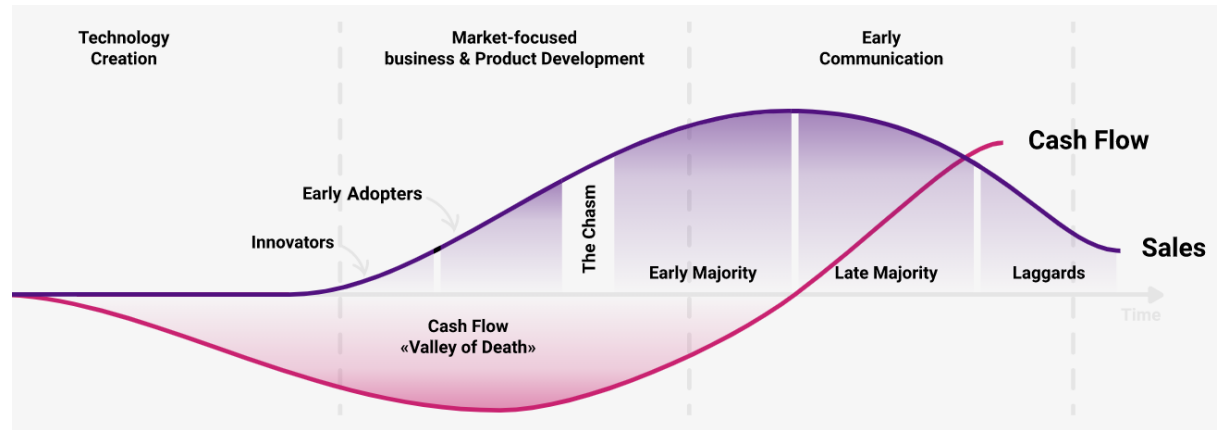 Technology
Creation
Market-focused
business & Product Development
Early
Communication
Cash Flow
Early Adopters
The Chasm
Innovators
Sales
Early Majority
Late Majority
Laggards
Time
Cash Flow
«Valley of Death»